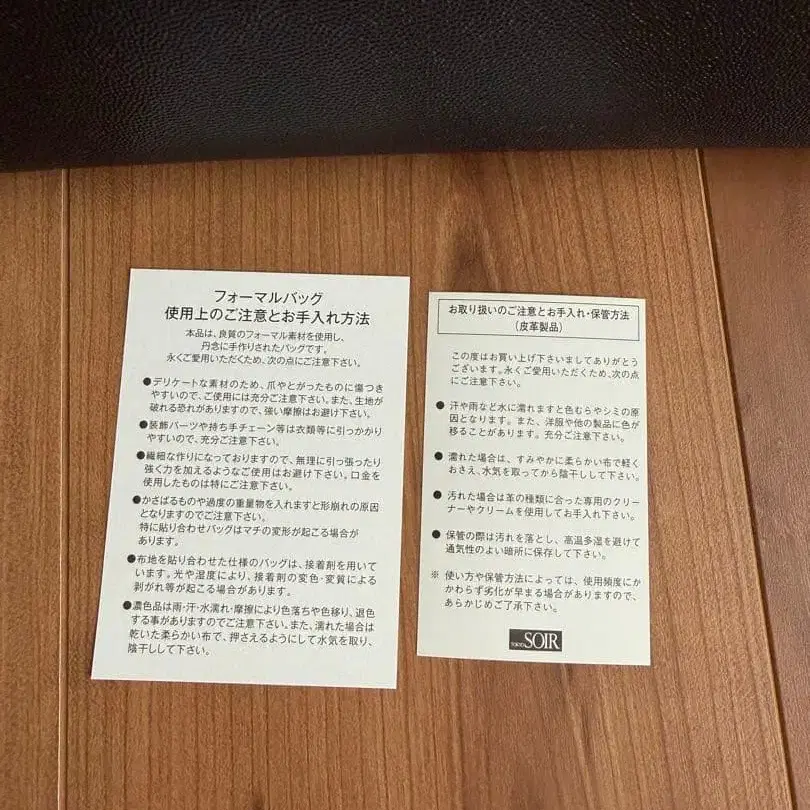 フォーマルバッグ
使用上のご注意とお手入れ方法
本品は、良質のフォーマル素材を使用し、
丹念に手作りされたバッグです。
永くご愛用いただくため、次の点にご注意下さい。
●デリケートな素材のため、爪やとがったものに傷つき
やすいので、ご使用には充分ご注意下さい。また、生地が
破れる恐れがありますので、強い摩擦はお避け下さい。
●装飾パーツや持ち手チェーン等は衣類等に引っかかり
やすいので、充分ご注意下さい。
●繊細な作りになっておりますので、無理に引っ張ったり
強く力を加えるようなご使用はお避け下さい。口金を
使用したものは特にご注意下さい。
●かさばるものや過度の重量物を入れますと形崩れの原因
となりますのでご注意下さい。
特に貼り合わせバッグはマチの変形が起こる場合が
あります。
●布地を貼り合わせた仕様のバッグは、接着剤を用いて
います。光や湿度により、接着剤の変色・変質による
剥がれ等が起こる場合があります。
●濃色品は雨・汗・水濡れ・摩擦により色落ちや色移り、退色
する事がありますのでご注意下さい。また、濡れた場合は
乾いた柔らかい布で、押さえるようにして水気を取り、
陰干しして下さい。
お取り扱いのご注意とお手入れ・保管方法
(皮革製品)
この度はお買い上げ下さいましてありがとう
ございます。永くご愛用いただくため、次の点
にご注意下さい。
● 汗や雨など水に濡れますと色むらやシミの原
因となります。また、洋服や他の製品に色が
移ることがあります。充分ご注意下さい。
● 濡れた場合は、すみやかに柔らかい布で軽く
おさえ、水気を取ってから陰干しして下さい。
● 汚れた場合は革の種類に合った専用のクリー
ナーやクリームを使用してお手入れ下さい。
● 保管の際は汚れを落とし、高温多湿を避けて
通気性のよい暗所に保存して下さい。
※ 使い方や保管方法によっては、使用頻度にか
かわらず劣化が早まる場合がありますので、
あらかじめご了承下さい。
TOKYO SOIR